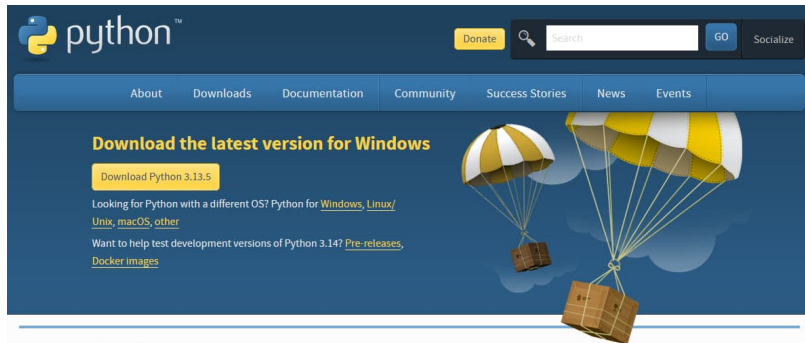 python™
Donate
Search
GO
Socialize
About Downloads Documentation Community Success Stories News Events
Download the latest version for Windows
Download Python 3.13.5
Looking for Python with a different OS? Python for Windows, Linux/
Unix, macOS, other
Want to help test development versions of Python 3.14? Pre-releases,
Docker images